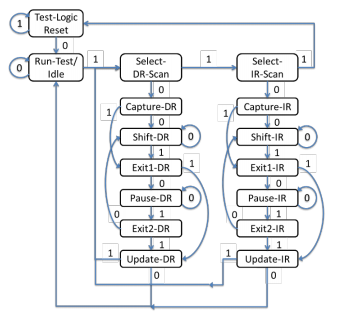 Test-Logic
Reset
1
0
Run-Test/
Idle
0
1
Select-
DR-Scan
1
Select-
IR-Scan
1
0
0
Capture-DR
Capture-IR
1
0
1
0
Shift-DR
0
Shift-IR
0
1
1
Exit1-DR
1
Exit1-IR
1
0
0
Pause-DR
0
Pause-IR
0
0
1
0
1
Exit2-DR
Exit2-IR
1
1
1
Update-DR
1
Update-IR
0
0